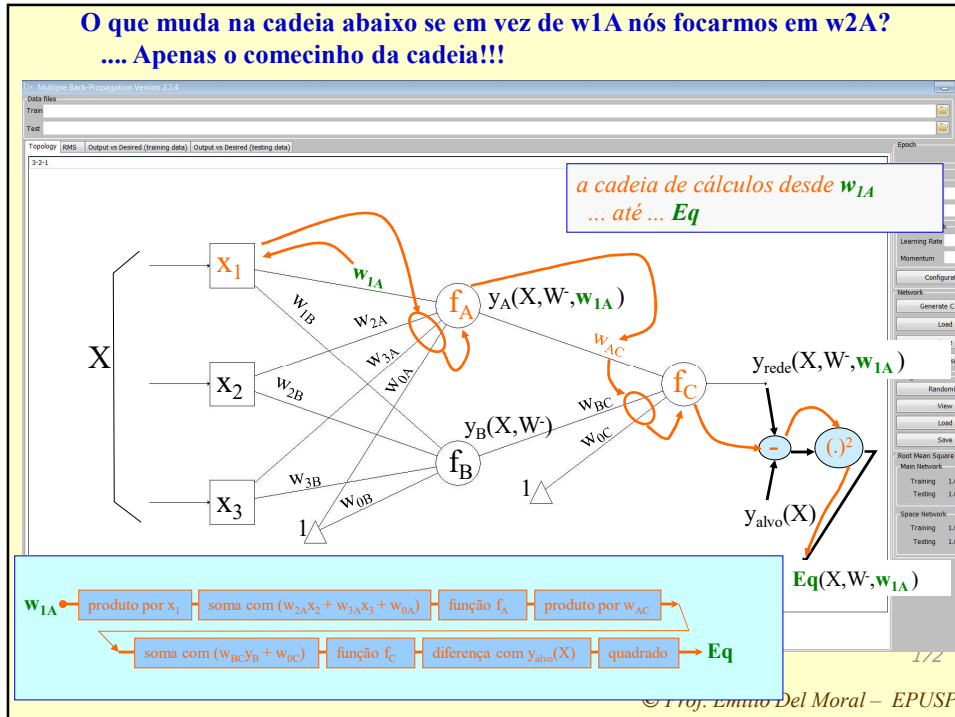 O que muda na cadeia abaixo se em vez de w1A nós focarmos em w2A?
.... Apenas o comecinho da cadeia!!!
Multiple Back-Propagation Version 2.2.4
Data files
Train
Test
Topology RMS Output vs Desired (training data) Output vs Desired (testing data)
Epoch
3-2-1
a cadeia de cálculos desde w1A
... até ... Eq
Learning Rate
Momentum
Configurat
Network
Generate C
Load
Randomi
View
Load
Save
Root Mean Square
Main Network
Training 1.
Testing 1.
Space Network
Training 1.
Testing 1.
X
x1
x2
x3
w1A
w1B
w2A
w3A
w0A
w2B
w3B
w0B
1
fA
yA(X,W-,w1A)
yB(X,W-)
fB
wAC
wBC
w0C
1
fC
yrede(X,W-,w1A)
-
(.)²
yalvo(X)
Eq(X,W-,w1A)
w1A produto por x1 soma com (w2Ax2 + w3Ax3 + w0A) função fA produto por wAC
soma com (wBCyB + w0C) função fC diferença com yalvo(X) quadrado Eq
172
© Prof. Emilio Del Moral – EPUSP